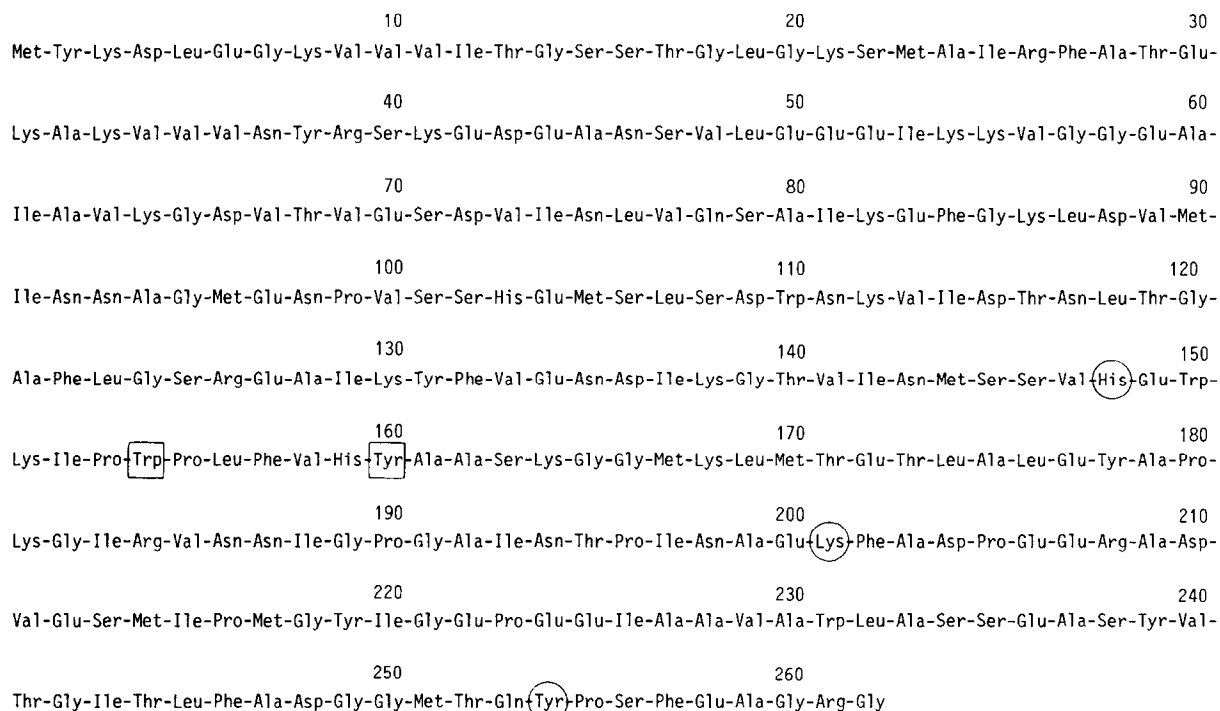 10 20 30
Met-Tyr-Lys-Asp-Leu-Glu-Gly-Lys-Val-Val-Val-Ile-Thr-Gly-Ser-Ser-Thr-Gly-Leu-Gly-Lys-Ser-Met-Ala-Ile-Arg-Phe-Ala-Thr-Glu-
40 50 60
Lys-Ala-Lys-Val-Val-Val-Asn-Tyr-Arg-Ser-Lys-Glu-Asp-Glu-Ala-Asn-Ser-Val-Leu-Glu-Glu-Glu-Ile-Lys-Lys-Val-Gly-Gly-Glu-Ala-
70 80 90
Ile-Ala-Val-Lys-Gly-Asp-Val-Thr-Val-Glu-Ser-Asp-Val-Ile-Asn-Leu-Val-Gln-Ser-Ala-Ile-Lys-Glu-Phe-Gly-Lys-Leu-Asp-Val-Met-
100 110 120
Ile-Asn-Asn-Ala-Gly-Met-Glu-Asn-Pro-Val-Ser-Ser-His-Glu-Met-Ser-Leu-Ser-Asp-Trp-Asn-Lys-Val-Ile-Asp-Thr-Asn-Leu-Thr-Gly-
130 140 150
Ala-Phe-Leu-Gly-Ser-Arg-Glu-Ala-Ile-Lys-Tyr-Phe-Val-Glu-Asn-Asp-Ile-Lys-Gly-Thr-Val-Ile-Asn-Met-Ser-Ser-Val-His-Glu-Trp-
160 170 180
Lys-Ile-Pro-Trp-Pro-Leu-Phe-Val-His-Tyr-Ala-Ala-Ser-Lys-Gly-Gly-Met-Lys-Leu-Met-Thr-Glu-Thr-Leu-Ala-Leu-Glu-Tyr-Ala-Pro-
190 200 210
Lys-Gly-Ile-Arg-Val-Asn-Asn-Ile-Gly-Pro-Gly-Ala-Ile-Asn-Thr-Pro-Ile-Asn-Ala-Glu-Lys-Phe-Ala-Asp-Pro-Glu-Glu-Arg-Ala-Asp-
220 230 240
Val-Glu-Ser-Met-Ile-Pro-Met-Gly-Tyr-Ile-Gly-Glu-Pro-Glu-Glu-Ile-Ala-Ala-Val-Ala-Trp-Leu-Ala-Ser-Ser-Glu-Ala-Ser-Tyr-Val-
250 260
Thr-Gly-Ile-Thr-Leu-Phe-Ala-Asp-Gly-Gly-Met-Thr-Gln-Tyr-Pro-Ser-Phe-Glu-Ala-Gly-Arg-Gly